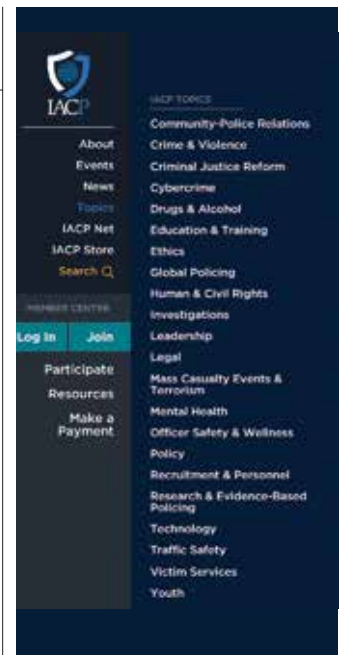 IACP
About
Events
News
Topics
IACP Net
IACP Store
Search
MEMBER CENTER
Log In
Join
Participate
Resources
Make a
Payment
IACP TOPICS
Community-Police Relations
Crime & Violence
Criminal Justice Reform
Cybercrime
Drugs & Alcohol
Education & Training
Ethics
Global Policing
Human & Civil Rights
Investigations
Leadership
Legal
Mass Casualty Events &
Terrorism
Mental Health
Officer Safety & Wellness
Policy
Recruitment & Personnel
Research & Evidence-Based
Policing
Technology
Traffic Safety
Victim Services
Youth